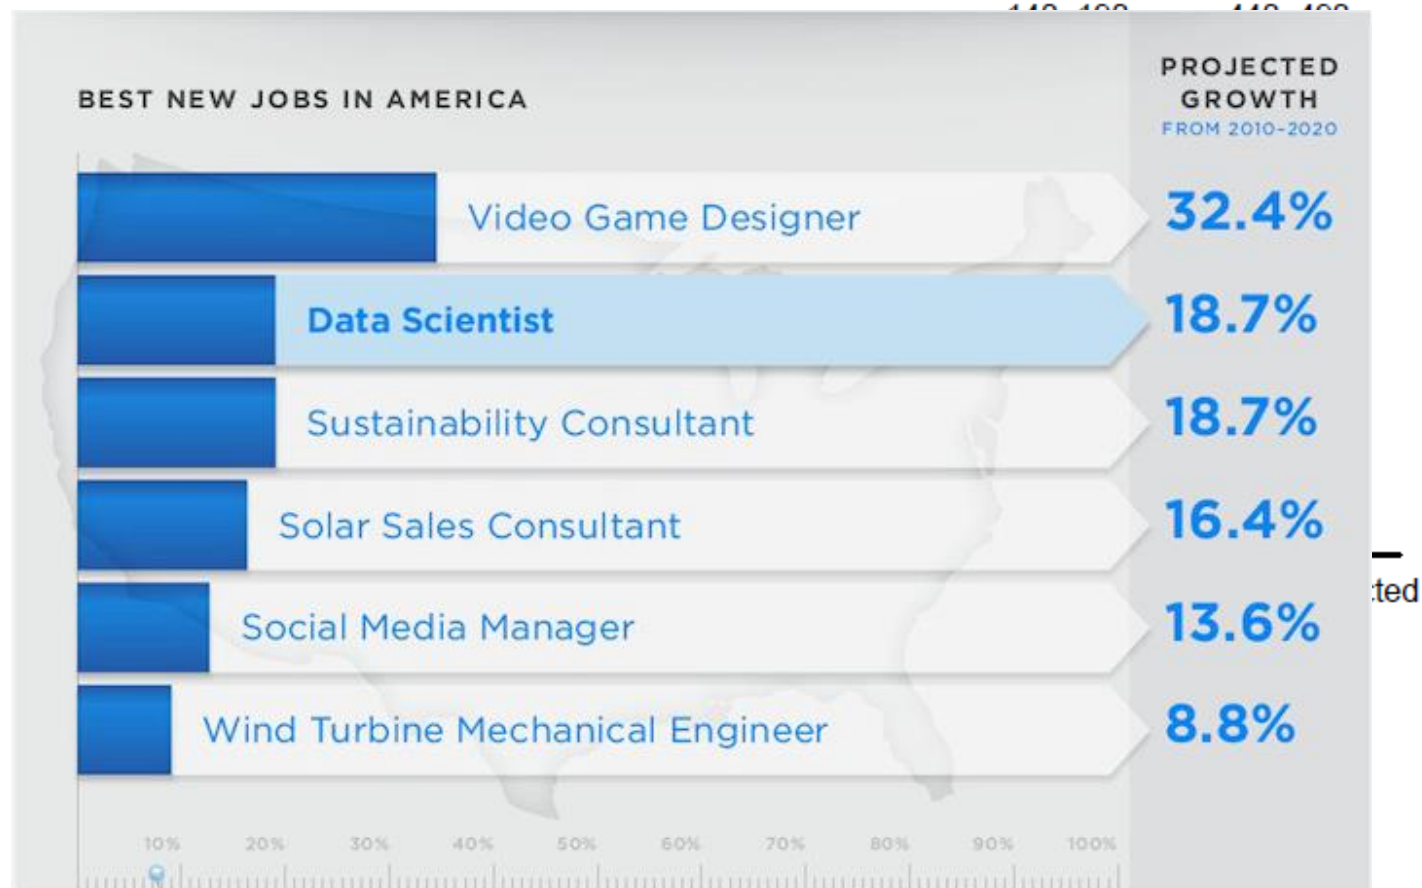 BEST NEW JOBS IN AMERICA
PROJECTED
GROWTH
FROM 2010-2020
Video Game Designer
32.4%
Data Scientist
18.7%
Sustainability Consultant
18.7%
Solar Sales Consultant
16.4%
Social Media Manager
13.6%
Wind Turbine Mechanical Engineer
8.8%
10% 20% 30% 40% 50% 60% 70% 80% 90% 100%